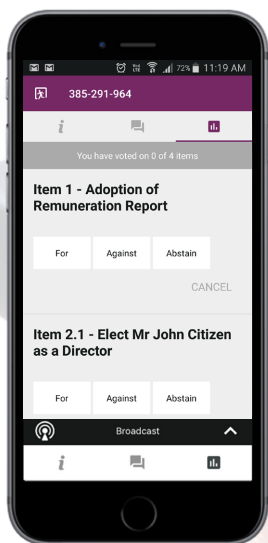 72% 11:19 AM
385-291-964
i
You have voted on 0 of 4 items
Item 1 - Adoption of
Remuneration Report
For Against Abstain
CANCEL
Item 2.1 - Elect Mr John Citizen
as a Director
For Against Abstain
Broadcast
i